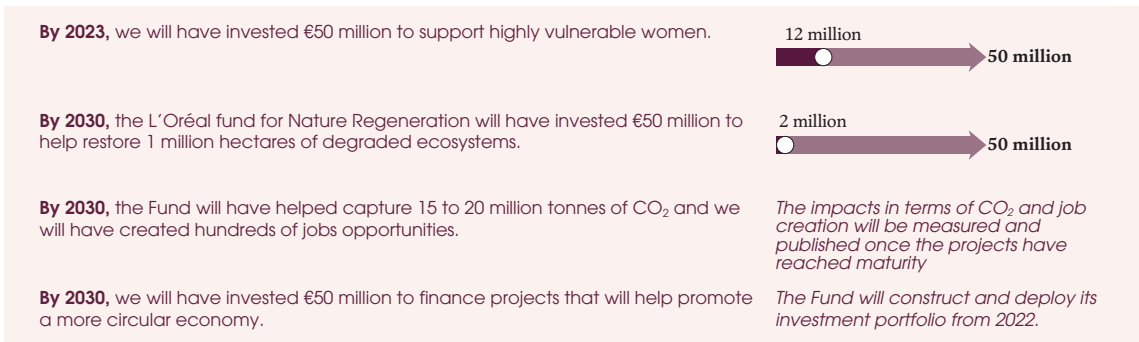 By 2023, we will have invested €50 million to support highly vulnerable women.
12 million
50 million
By 2030, the L'Oréal fund for Nature Regeneration will have invested €50 million to
help restore 1 million hectares of degraded ecosystems.
2 million
50 million
By 2030, the Fund will have helped capture 15 to 20 million tonnes of CO₂ and we
will have created hundreds of jobs opportunities.
The impacts in terms of CO₂ and job
creation will be measured and
published once the projects have
reached maturity
By 2030, we will have invested €50 million to finance projects that will help promote
a more circular economy.
The Fund will construct and deploy its
investment portfolio from 2022.